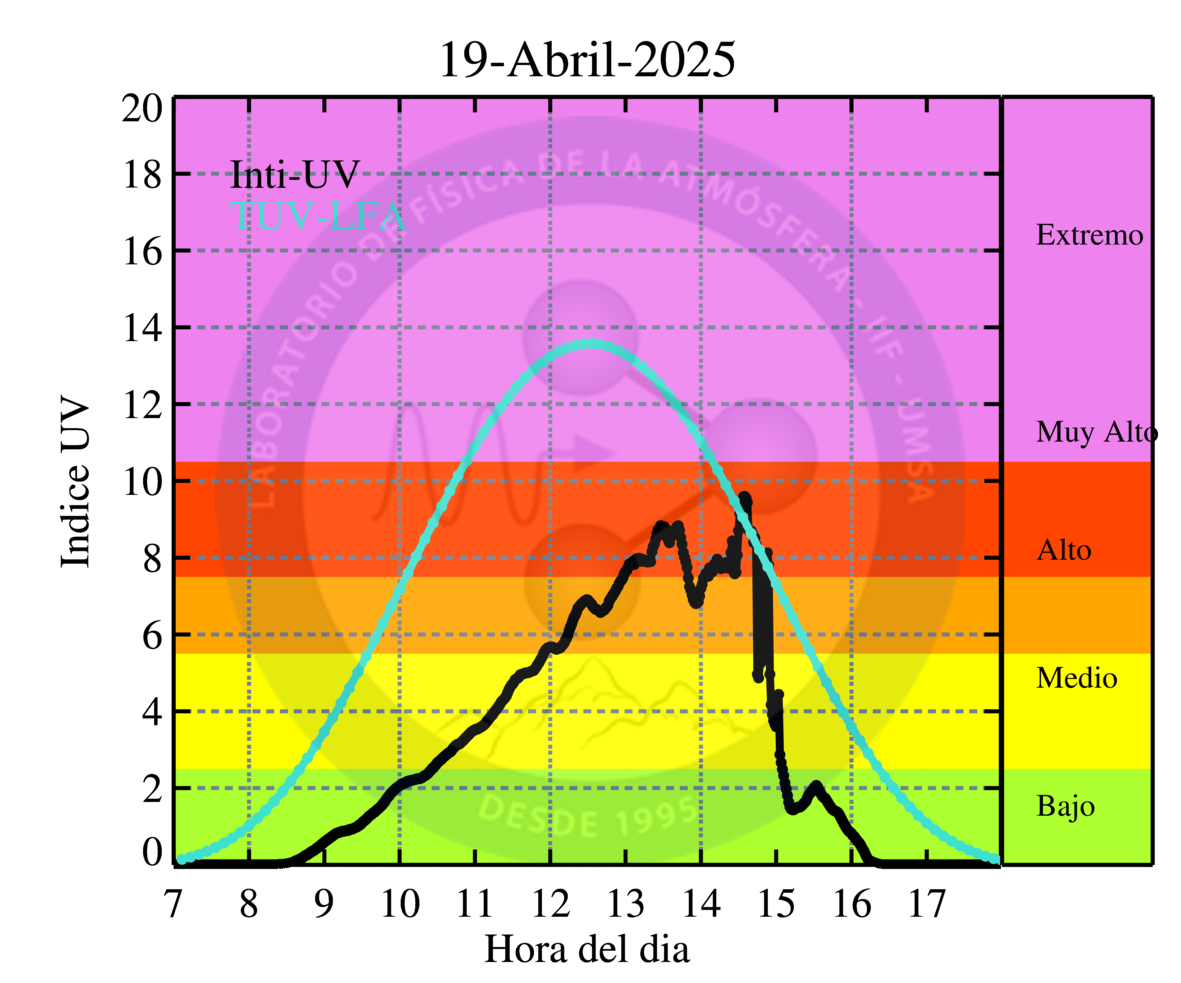 19-Abril-2025
Indice UV
20
18
16
14
12
10
8
6
4
2
0
Inti-UV
TUV-LFA
LABORATORIO DE FÍSICA DE LA ATMÓSFERA - IIF - UMSA
DESDE 1995
Extremo
Muy Alto
Alto
Medio
Bajo
7 8 9 10 11 12 13 14 15 16 17
Hora del dia